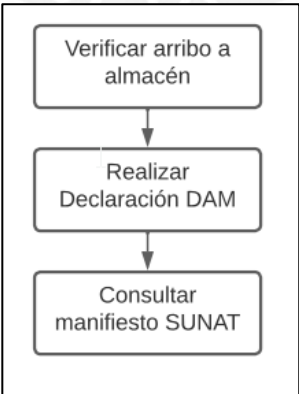 Verificar arribo a
almacén
Realizar
Declaración DAM
Consultar
manifiesto SUNAT